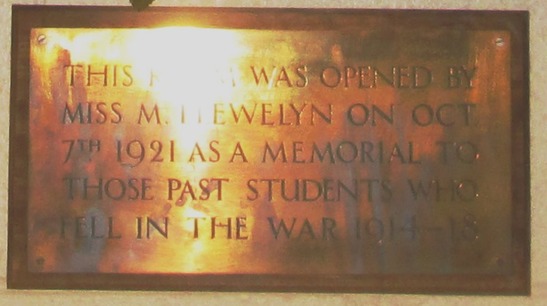 THIS WAS OPENED BY
MISS M. LLEWELYN ON OCT
7TH 1921 AS A MEMORIAL TO
THOSE PAST STUDENTS WHO
FELL IN THE WAR 1914-18